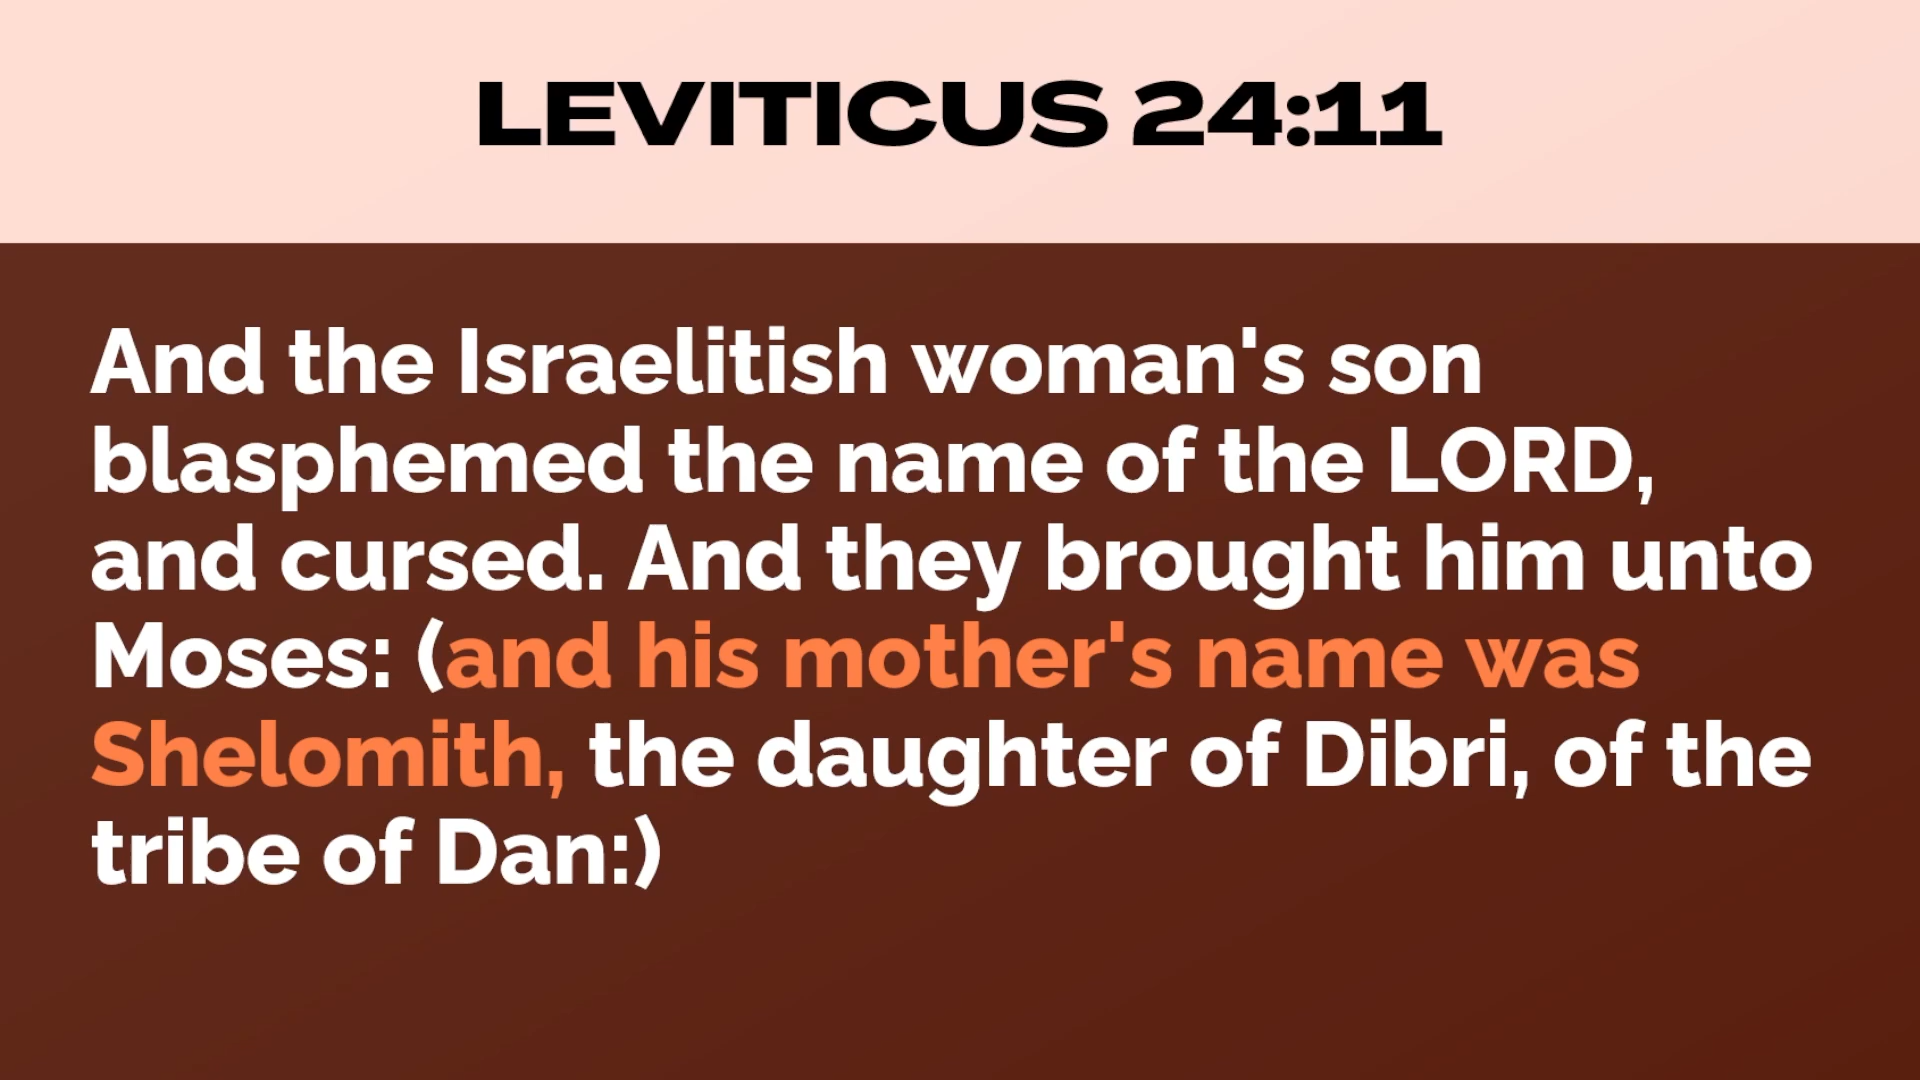 LEVITICUS 24:11
And the Israelitish woman's son
blasphemed the name of the LORD,
and cursed. And they brought him unto
Moses: (and his mother's name was
Shelomith, the daughter of Dibri, of the
tribe of Dan:)